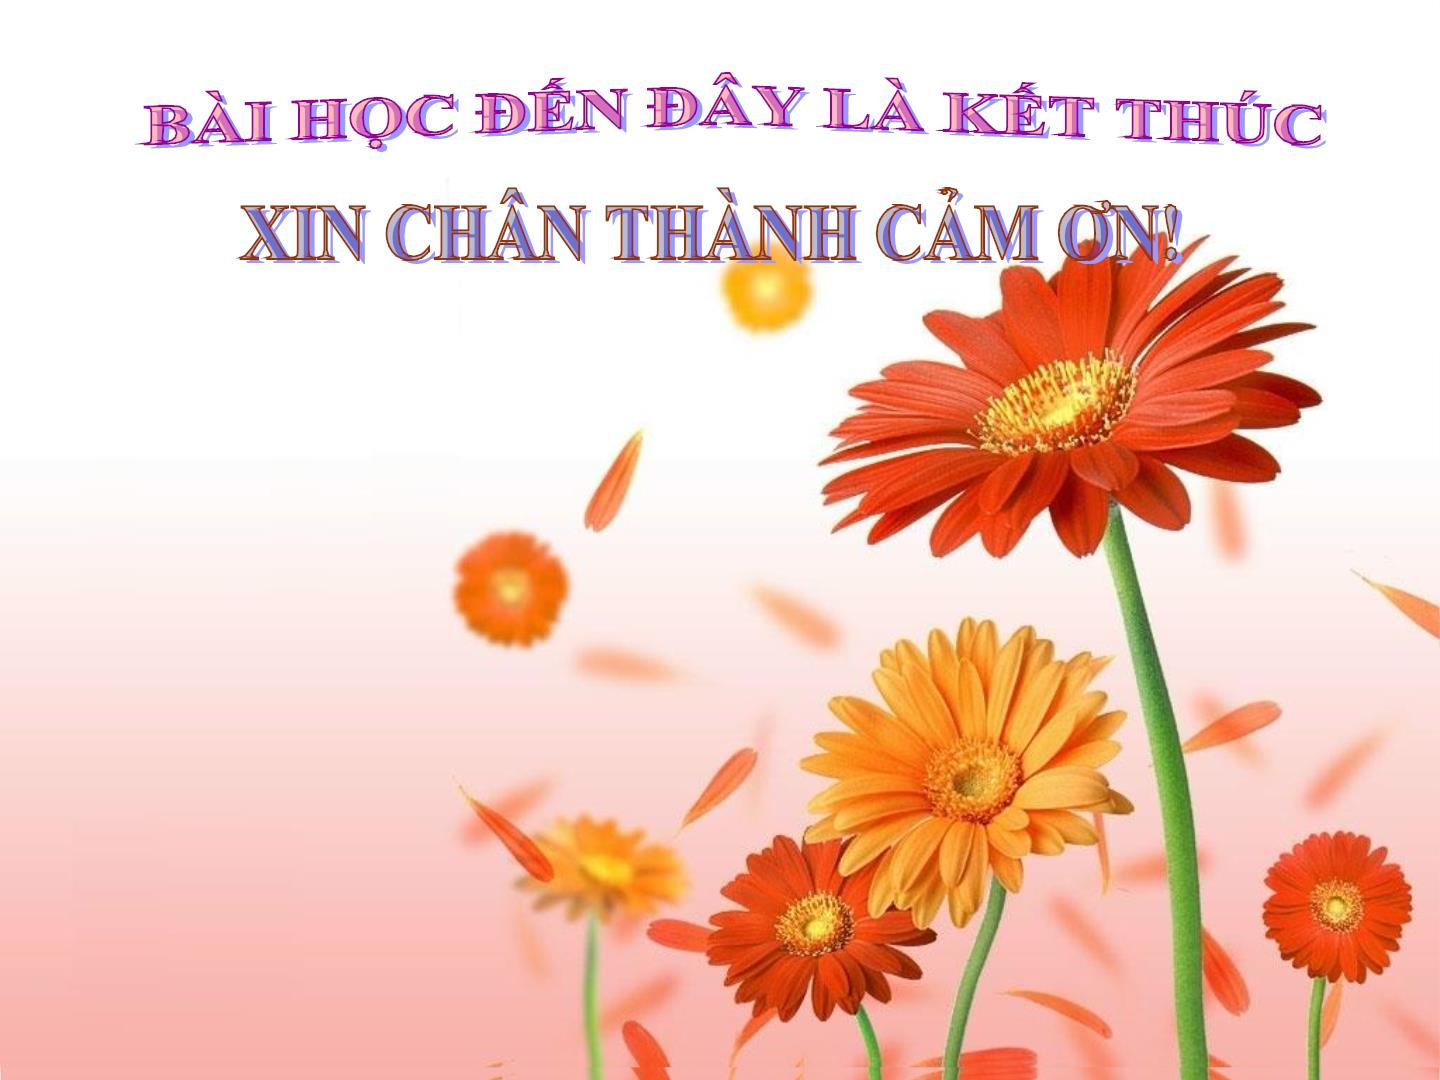 BÀI HỌC ĐẾN ĐÂY LÀ KẾT THÚC
XIN CHÂN THÀNH CẢM ƠN!